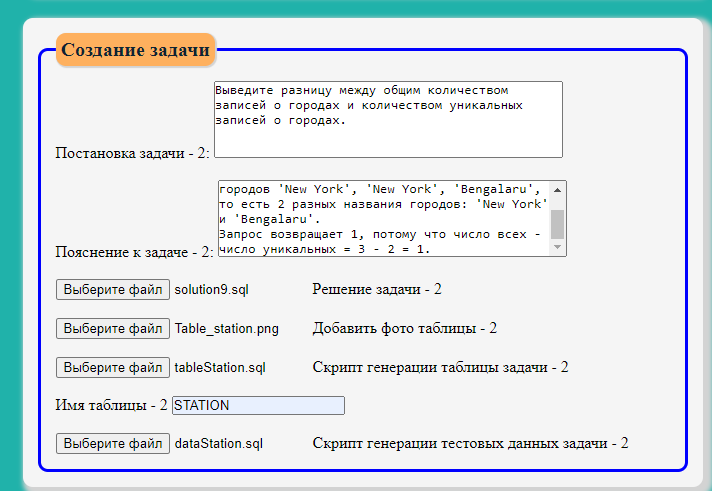 Создание задачи
Выведите разницу между общим количеством
записей о городах и количеством уникальных
записей о городах.
Постановка задачи - 2:
городов 'New York', 'New York', 'Bengalaru',
то есть 2 разных названия городов: 'New York'
и 'Bengalaru'.
Запрос возвращает 1, потому что число всех -
число уникальных = 3 - 2 = 1.
Пояснение к задаче - 2:
Выберите файл solution9.sql Решение задачи - 2
Выберите файл Table_station.png Добавить фото таблицы - 2
Выберите файл tableStation.sql Скрипт генерации таблицы задачи - 2
Имя таблицы - 2 STATION
Выберите файл dataStation.sql Скрипт генерации тестовых данных задачи - 2